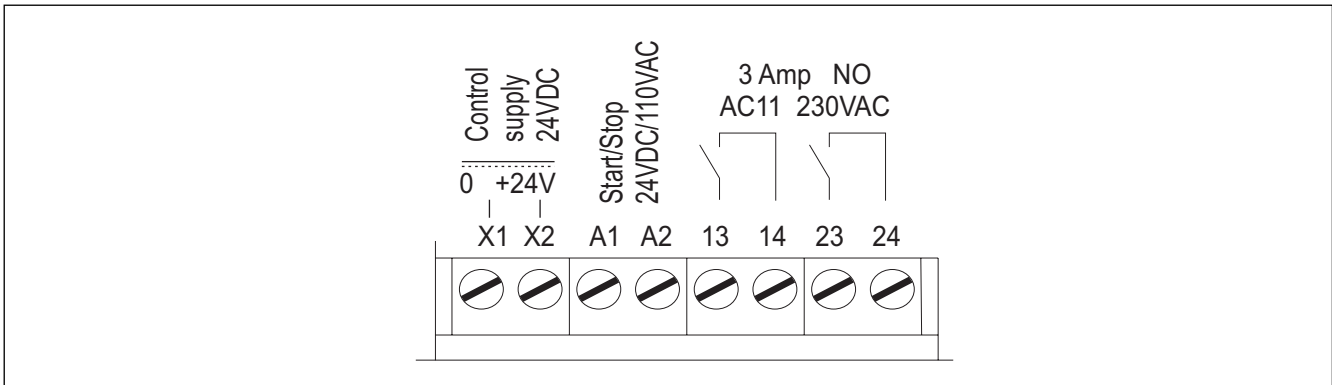 Control
supply
24VDC
0 +24V
Start/Stop
24VDC/110VAC
3 Amp NO
AC11 230VAC
X1 X2 A1 A2 13 14 23 24